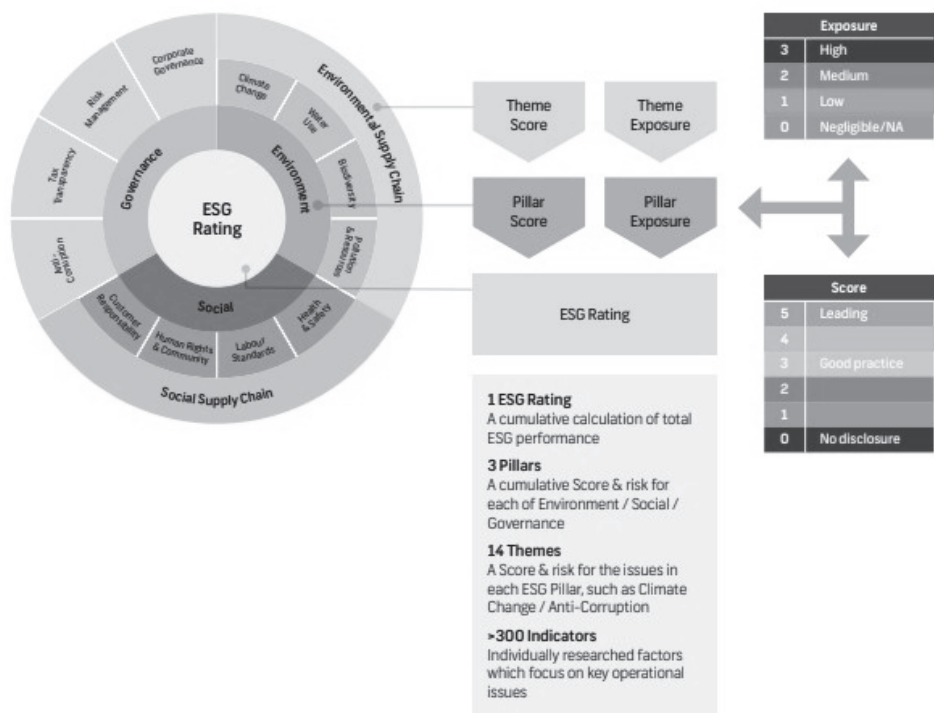 Corporate
Governance
Risk
Management
Tax
Transparency
Anti-
Corruption
Governance
Climate
Change
Water
Use
Biodiversity
Pollution
& Resources
Environment
Environmental Supply Chain
ESG
Rating
Social
Customer
Responsibility
Human Rights
& Community
Labour
Standards
Health
& Safety
Social Supply Chain
Theme
Score
Theme
Exposure
Pillar
Score
Pillar
Exposure
ESG Rating
1 ESG Rating
A cumulative calculation of total
ESG performance
3 Pillars
A cumulative Score & risk for
each of Environment / Social /
Governance
14 Themes
A Score & risk for the issues in
each ESG Pillar, such as Climate
Change / Anti-Corruption
>300 Indicators
Individually researched factors
which focus on key operational
issues
Exposure
3 High
2 Medium
1 Low
0 Negligible/NA
Score
5 Leading
4
3 Good practice
2
1
0 No disclosure